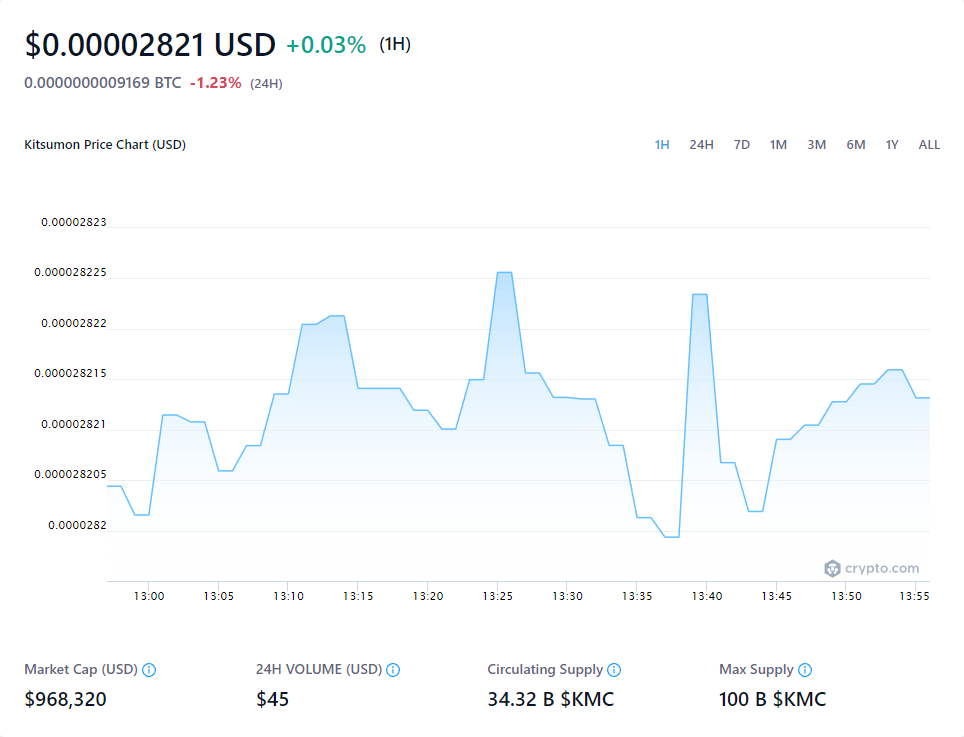 $0.00002821 USD +0.03% (1H)
0.0000000009169 BTC -1.23% (24H)
Kitsumon Price Chart (USD) 1H 24H 7D 1M 3M 6M 1Y ALL
0.00002823
0.000028225
0.00002822
0.000028215
0.00002821
0.000028205
0.0000282
crypto.com
13:00 13:05 13:10 13:15 13:20 13:25 13:30 13:35 13:40 13:45 13:50 13:55
Market Cap (USD) 24H VOLUME (USD) Circulating Supply Max Supply
$968,320 $45 34.32 B $KMC 100 B $KMC